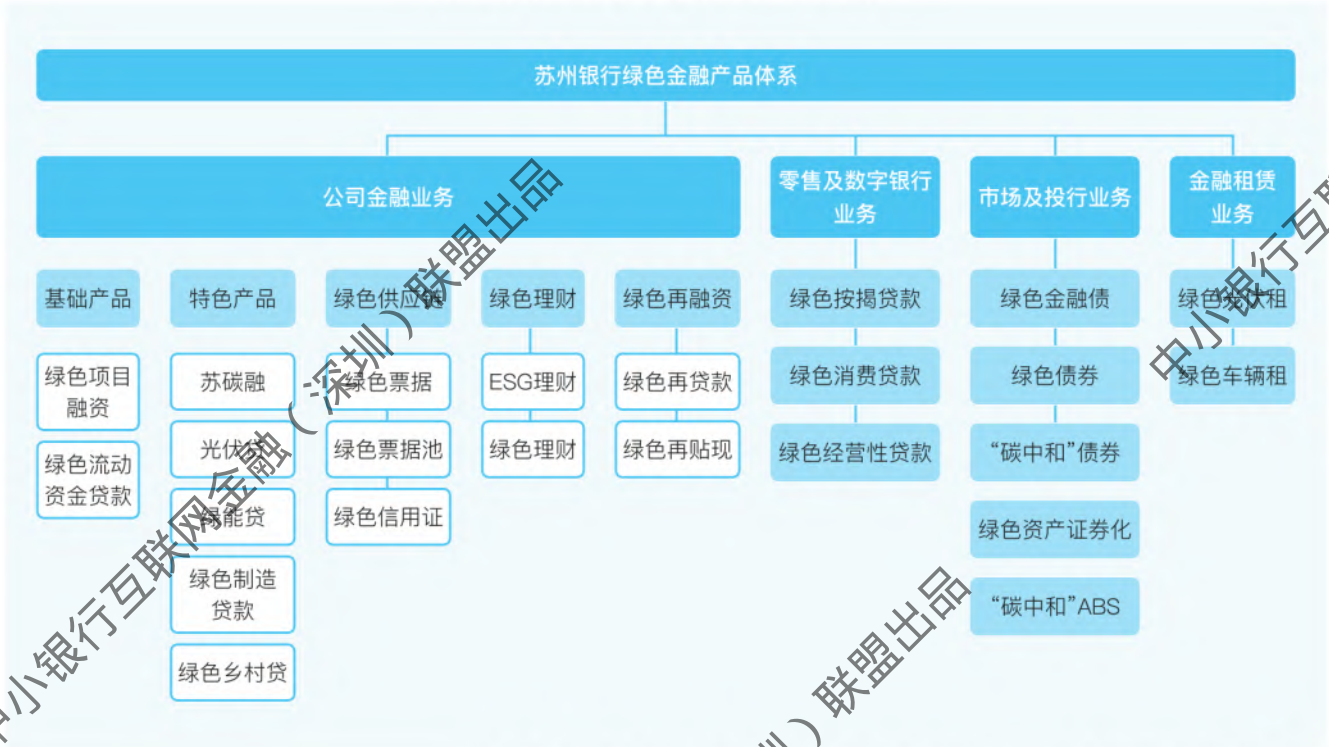 苏州银行绿色金融产品体系
公司金融业务
零售及数字银行
业务
市场及投行业务
金融租赁
业务
基础产品
绿色项目
融资
绿色流动
资金贷款
特色产品
苏碳融
光伏贷
绿能贷
绿色制造
贷款
绿色乡村贷
绿色供应链
绿色票据
绿色票据池
绿色信用证
绿色理财
ESG理财
绿色理财
绿色再融资
绿色再贷款
绿色再贴现
绿色按揭贷款
绿色消费贷款
绿色经营性贷款
绿色金融债
绿色债券
“碳中和”债券
绿色资产证券化
“碳中和”ABS
绿色光伏租
绿色车辆租
中小银行互联网金融（深圳）联盟出品
中小银行互联
圳）联盟出品